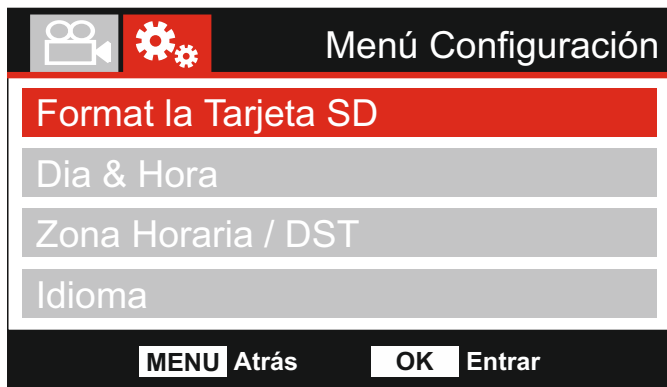 Menú Configuración
Format la Tarjeta SD
Dia & Hora
Zona Horaria / DST
Idioma
MENU Atrás OK Entrar